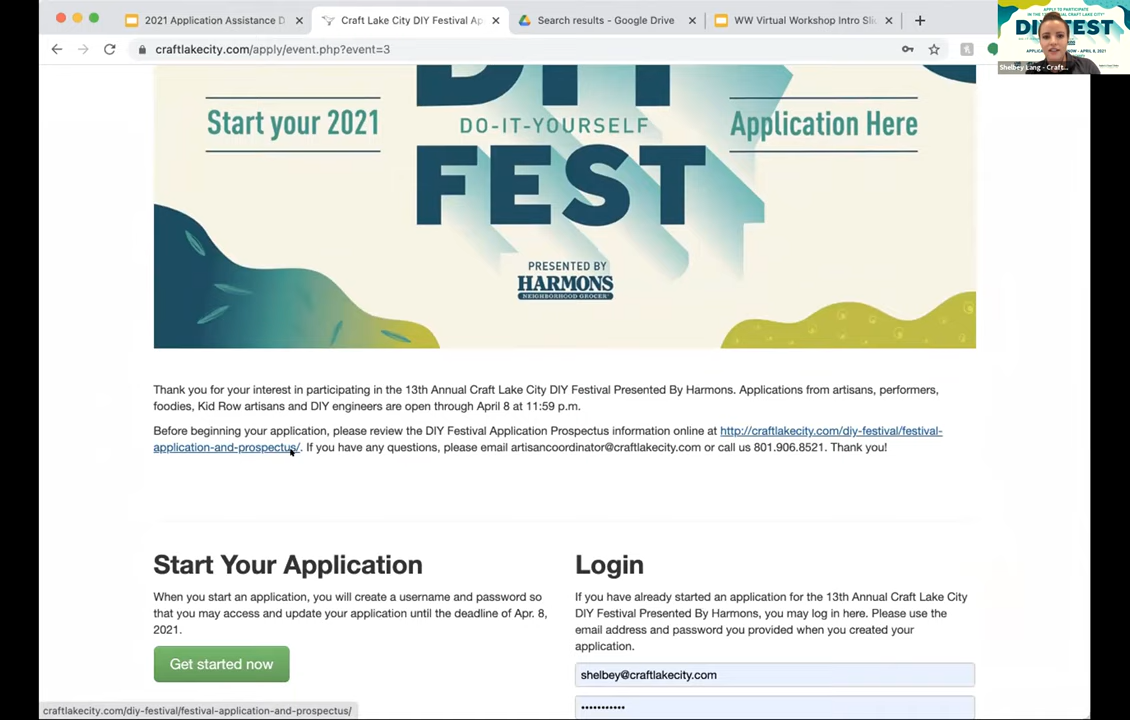 2021 Application Assistance D
Craft Lake City DIY Festival Ap
Search results - Google Drive
WW Virtual Workshop Intro Sli
craftlakecity.com/apply/event.php?event=3
Shelbey Lang - Craft...
DIY
Start your 2021
DO-IT-YOURSELF
Application Here
FEST
PRESENTED BY
HARMONS
NEIGHBORHOOD GROCER
Thank you for your interest in participating in the 13th Annual Craft Lake City DIY Festival Presented By Harmons. Applications from artisans, performers,
foodies, Kid Row artisans and DIY engineers are open through April 8 at 11:59 p.m.
Before beginning your application, please review the DIY Festival Application Prospectus information online at http://craftlakecity.com/diy-festival/festival-
application-and-prospectus/. If you have any questions, please email artisancoordinator@craftlakecity.com or call us 801.906.8521. Thank you!
Start Your Application
When you start an application, you will create a username and password so
that you may access and update your application until the deadline of Apr. 8,
2021.
Get started now
Login
If you have already started an application for the 13th Annual Craft Lake City
DIY Festival Presented By Harmons, you may log in here. Please use the
email address and password you provided when you created your
application.
shelbey@craftlakecity.com
•••••••••••
craftlakecity.com/diy-festival/festival-application-and-prospectus/